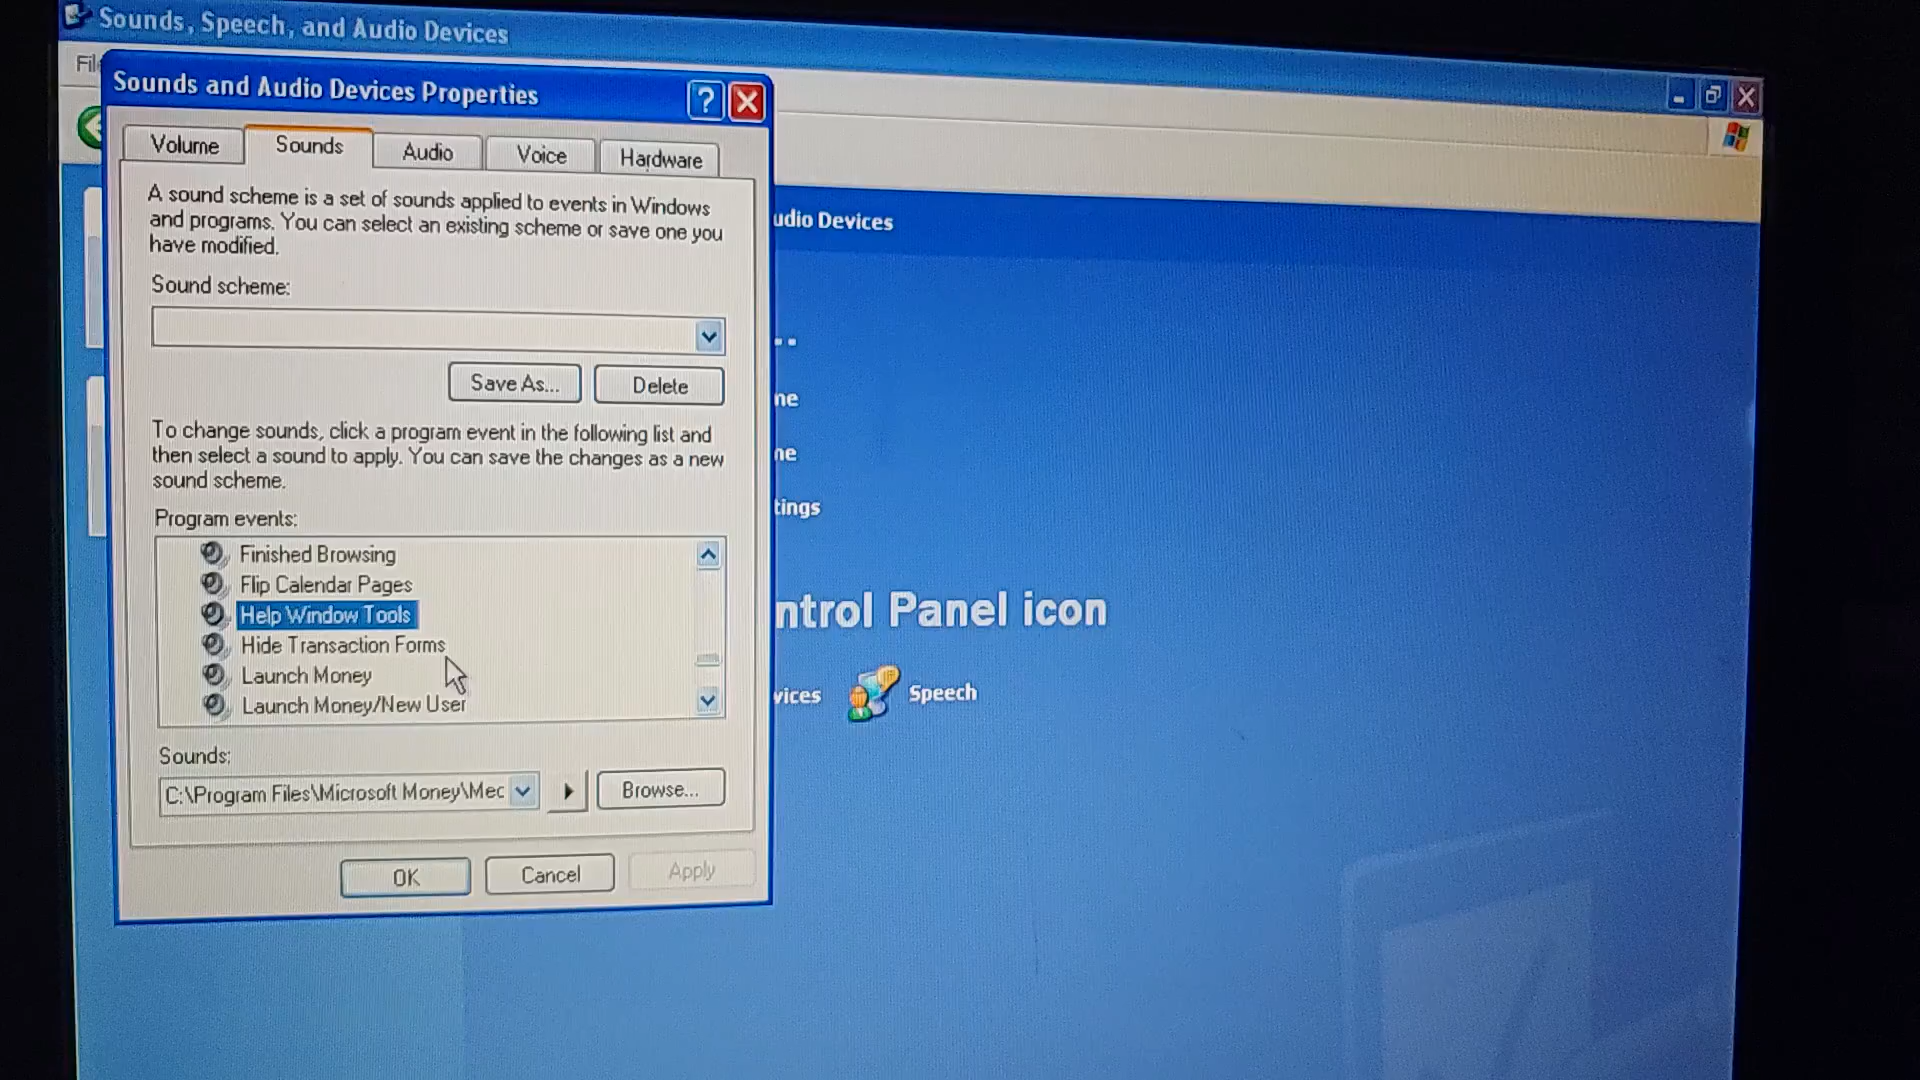 Sounds, Speech, and Audio Devices
Fil
Sounds and Audio Devices Properties
Volume
Sounds
Audio
Voice
Hardware
A sound scheme is a set of sounds applied to events in Windows
and programs. You can select an existing scheme or save one you
have modified.
Sound scheme:
Save As...
Delete
To change sounds, click a program event in the following list and
then select a sound to apply. You can save the changes as a new
sound scheme.
Program events:
Finished Browsing
Flip Calendar Pages
Help Window Tools
Hide Transaction Forms
Launch Money
Launch Money/New User
Sounds:
C:\Program Files\Microsoft Money\Mec
Browse...
OK
Cancel
Apply
udio Devices
..
ne
ne
tings
ntrol Panel icon
vices
Speech